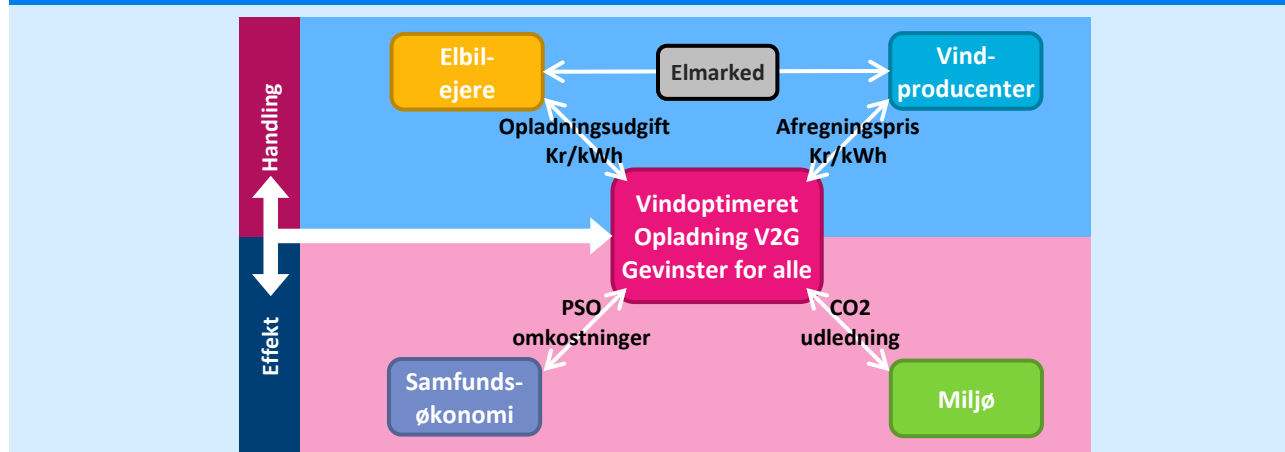 Handling
Elbil-
ejere
Elmarked
Vind-
producenter
Opladningsudgift
Kr/kWh
Afregningspris
Kr/kWh
Vindoptimeret
Opladning V2G
Gevinster for alle
Effekt
PSO
omkostninger
CO2
udledning
Samfunds-
økonomi
Miljø